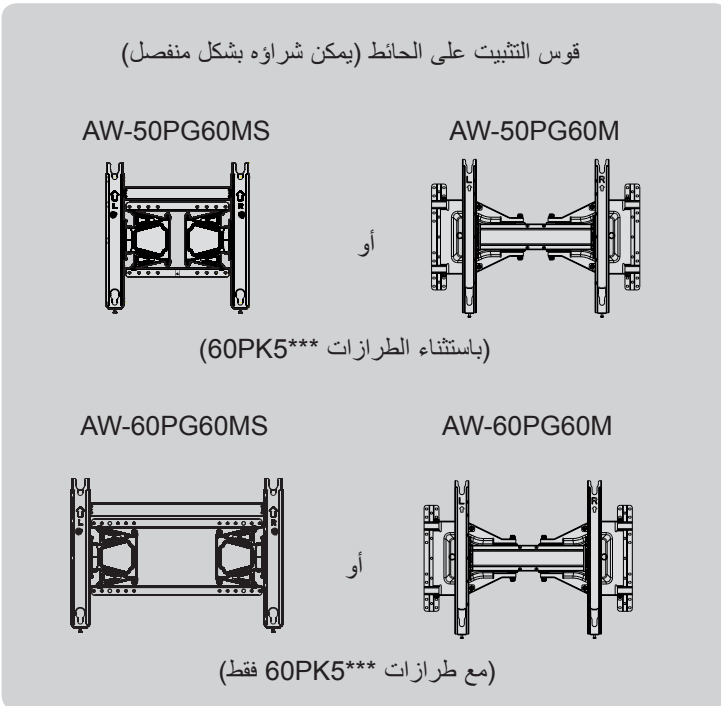 قوس التثبيت على الحائط (يمكن شراؤه بشكل منفصل)
AW-50PG60M
AW-50PG60MS
L
R
أو
L
R
(باستثناء الطرازات ***60PK5)
AW-60PG60M
AW-60PG60MS
L
R
أو
L
R
(مع طرازات ***60PK5 فقط)